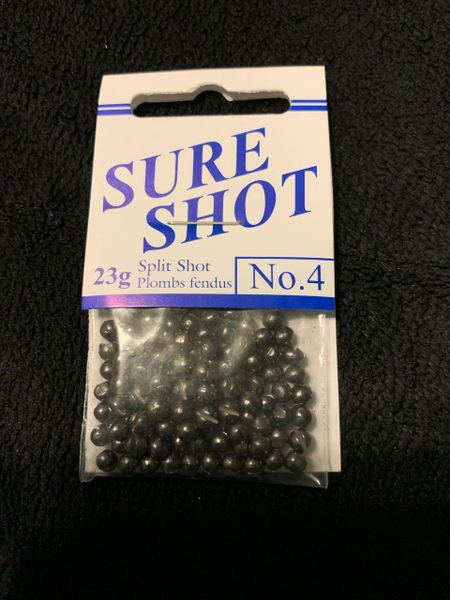 SURE
SHOT
23g Split Shot
Plombs fendus
No.4